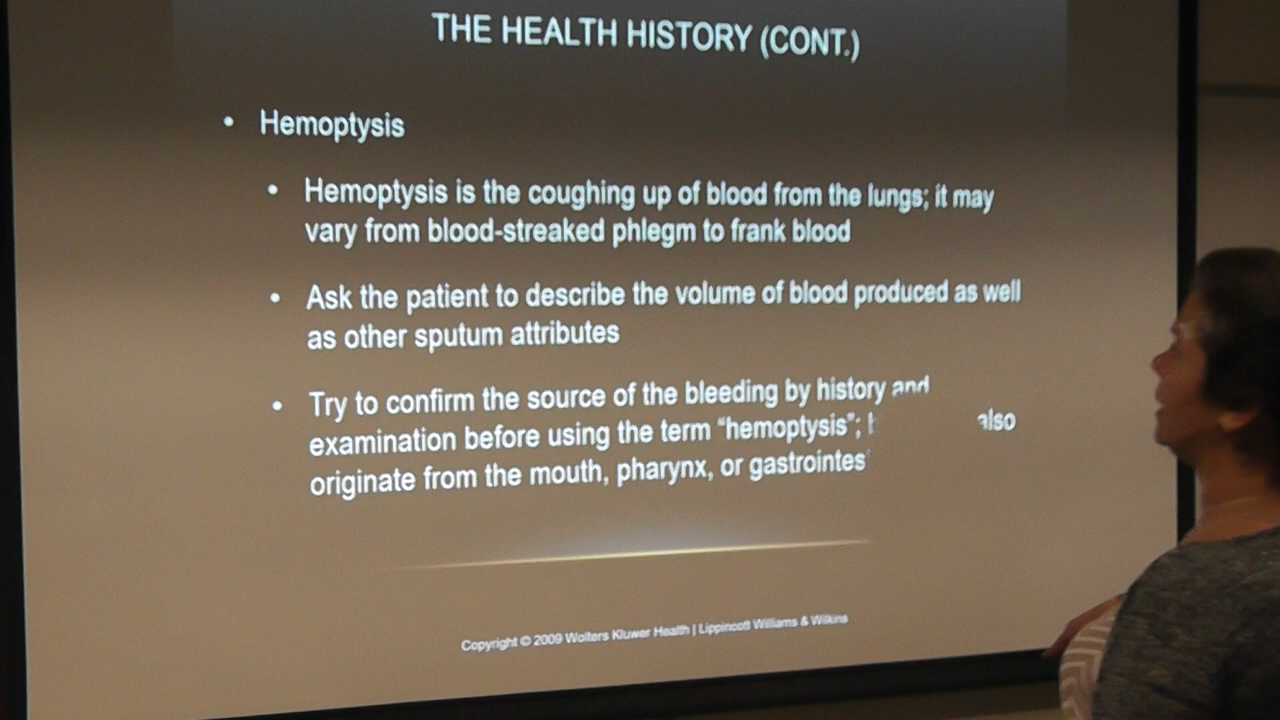 THE HEALTH HISTORY (CONT.)
• Hemoptysis
• Hemoptysis is the coughing up of blood from the lungs; it may
vary from blood-streaked phlegm to frank blood
• Ask the patient to describe the volume of blood produced as well
as other sputum attributes
• Try to confirm the source of the bleeding by history and
examination before using the term “hemoptysis”; also
originate from the mouth, pharynx, or
Copyright © 2009 Wolters Kluwer Health | Lippincott Williams & Wilkins